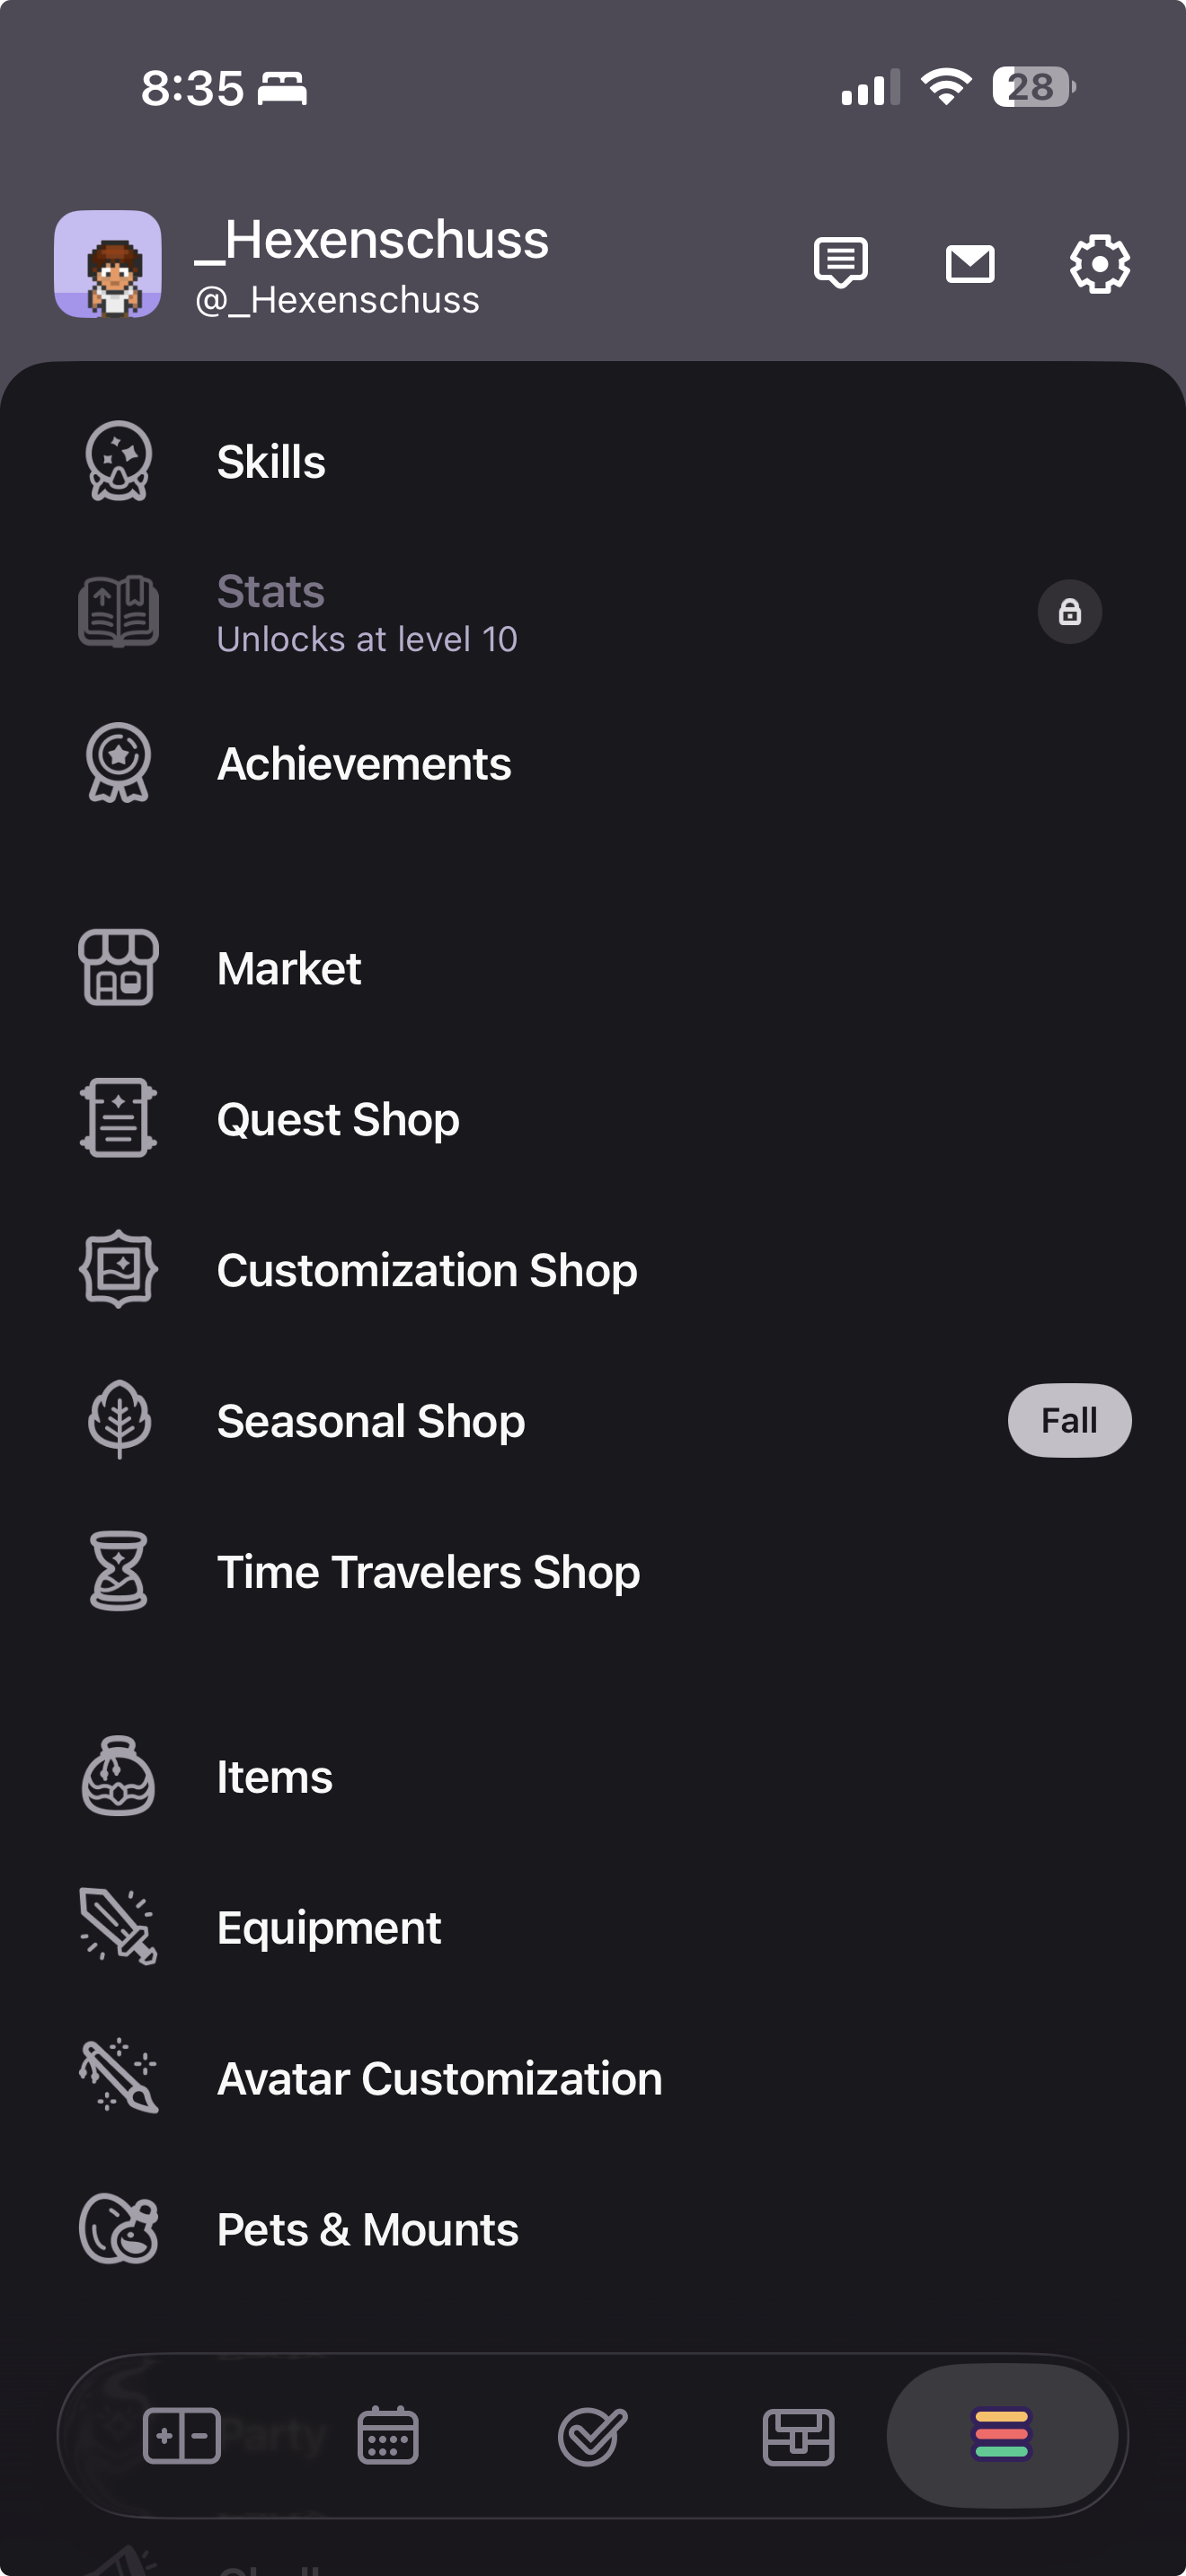 8:35
28
_Hexenschuss
@_Hexenschuss
Skills
Stats
Unlocks at level 10
Achievements
Market
Quest Shop
Customization Shop
Seasonal Shop
Fall
Time Travelers Shop
Items
Equipment
Avatar Customization
Pets & Mounts
Party